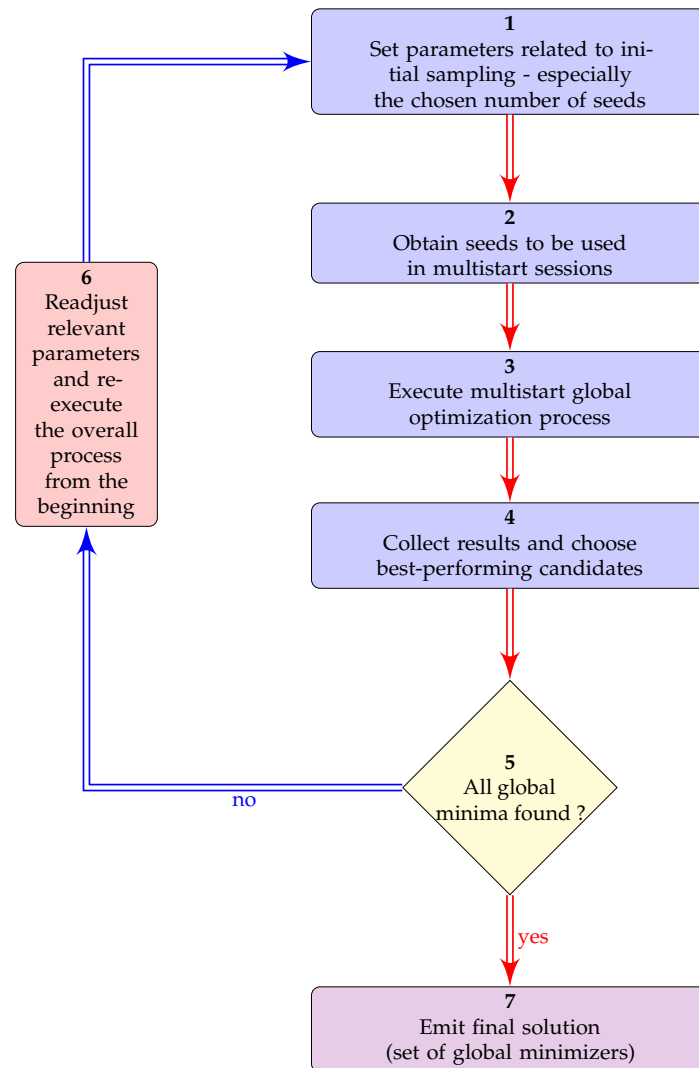 1
Set parameters related to ini-
tial sampling - especially
the chosen number of seeds
2
Obtain seeds to be used
in multistart sessions
6
Readjust
relevant
parameters
and re-
execute
the overall
process
from the
beginning
3
Execute multistart global
optimization process
4
Collect results and choose
best-performing candidates
5
All global
minima found ?
no
yes
7
Emit final solution
(set of global minimizers)